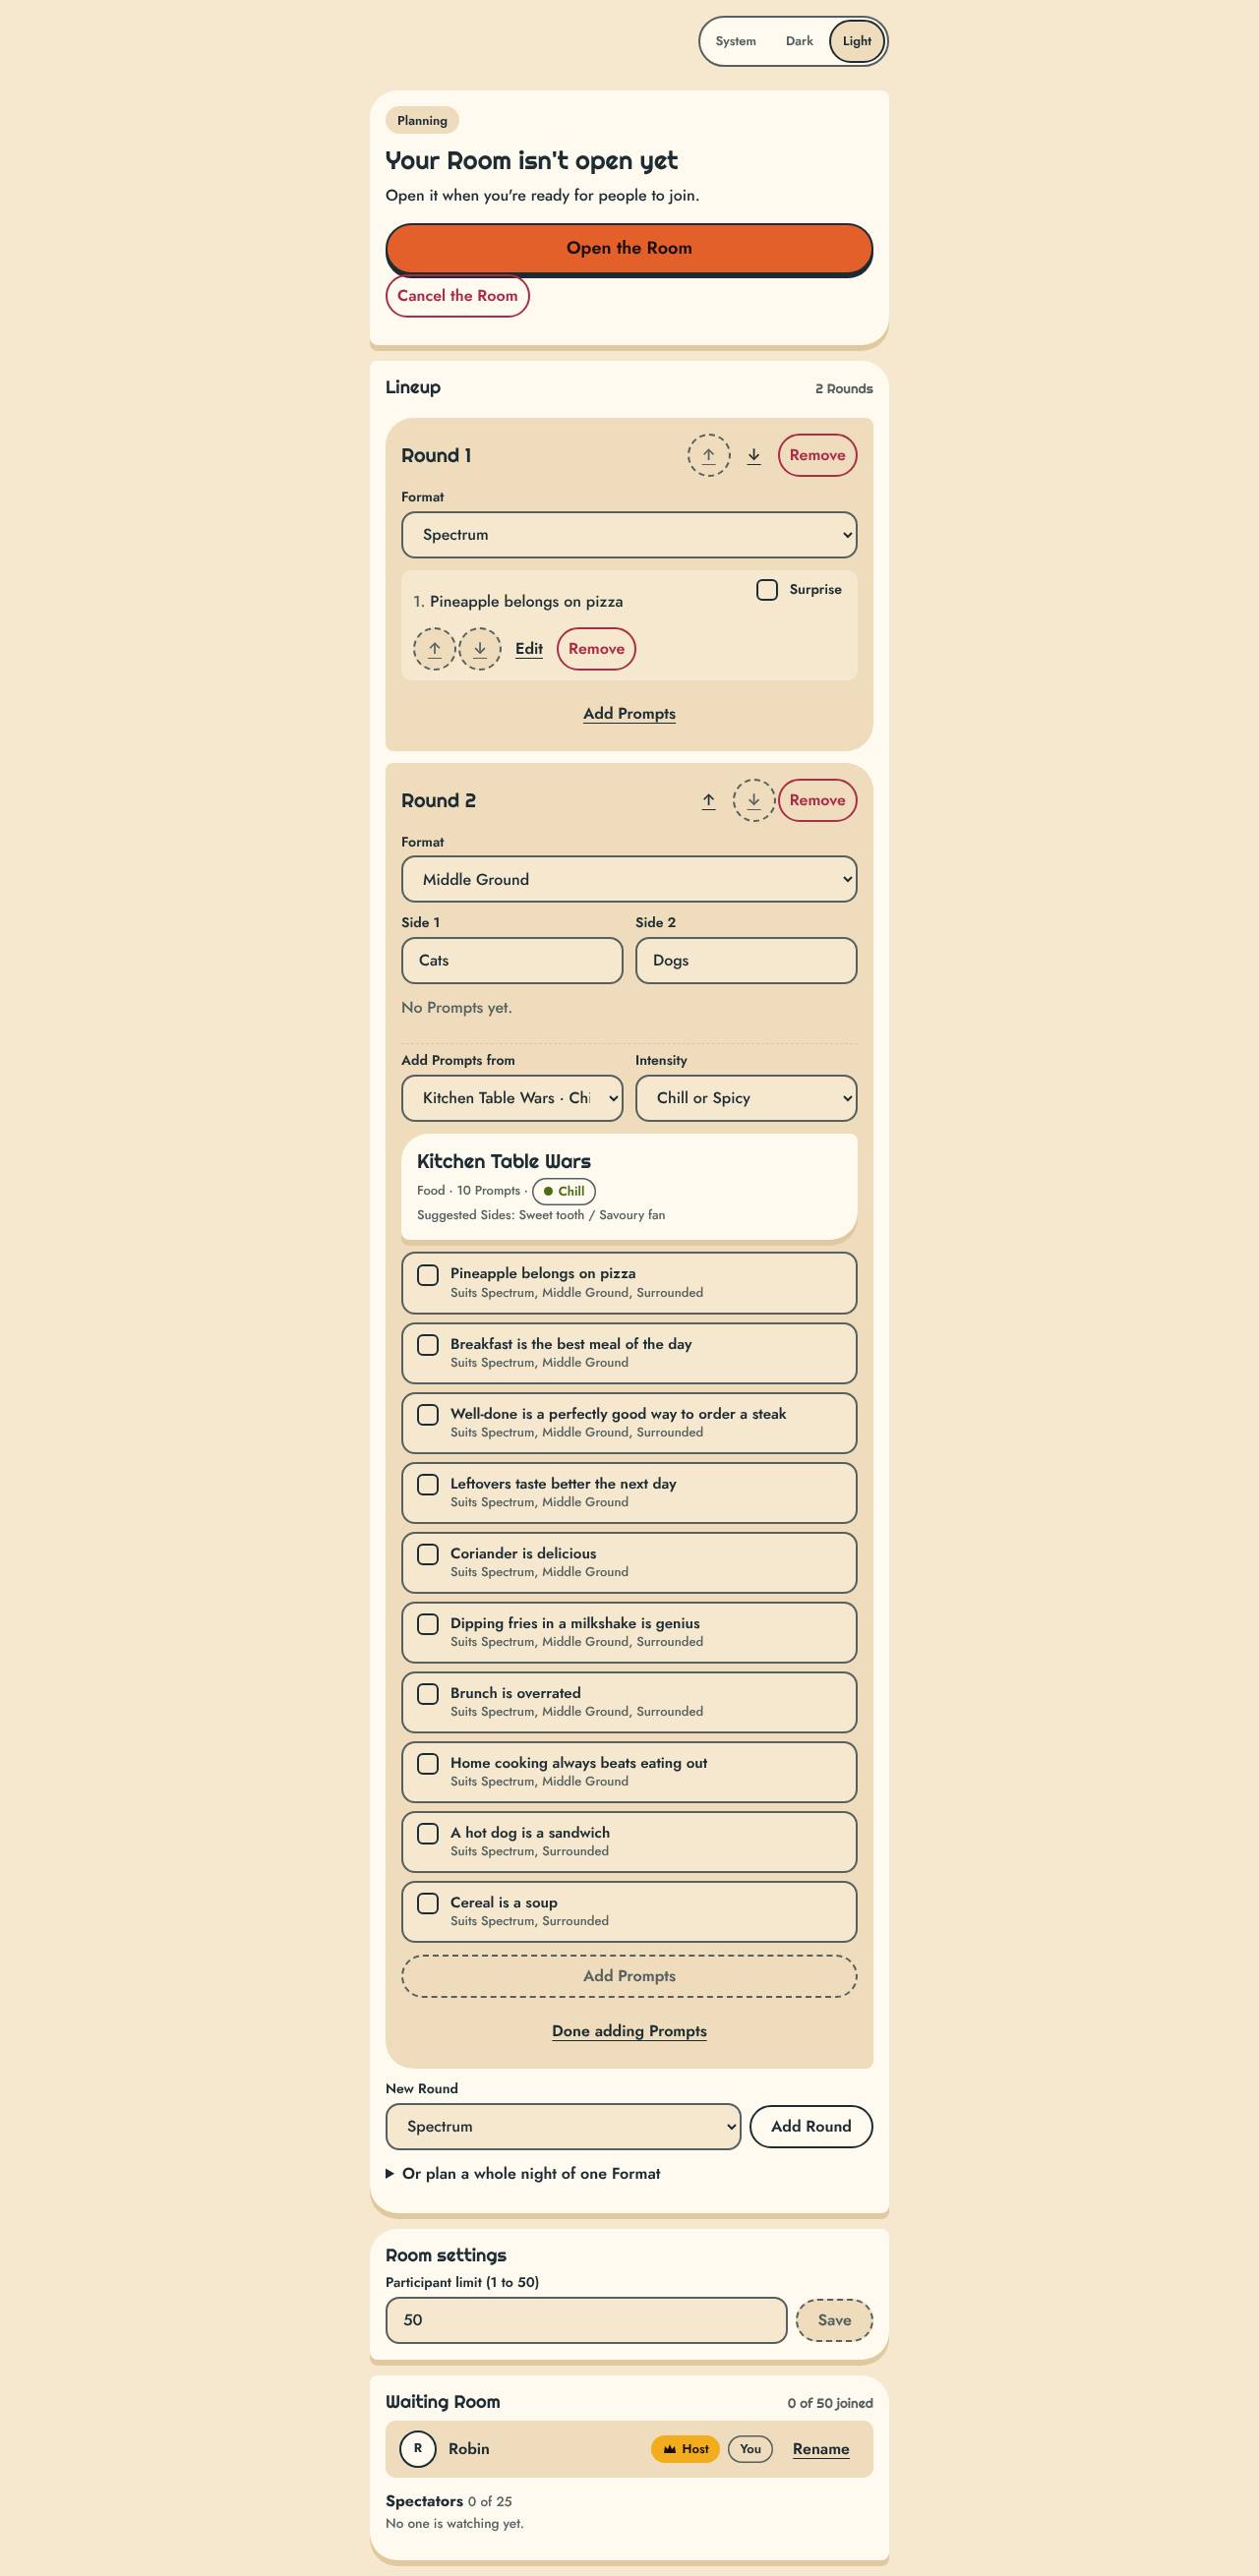 System Dark Light
Planning
Your Room isn't open yet
Open it when you're ready for people to join.
Open the Room
Cancel the Room
Lineup 2 Rounds
Round 1 ↑ ↓ Remove
Format
Spectrum
1. Pineapple belongs on pizza Surprise
↑ ↓ Edit Remove
Add Prompts
Round 2 ↑ ↓ Remove
Format
Middle Ground
Side 1 Side 2
Cats Dogs
No Prompts yet.
Add Prompts from Intensity
Kitchen Table Wars · Chi Chill or Spicy
Kitchen Table Wars
Food · 10 Prompts · Chill
Suggested Sides: Sweet tooth / Savoury fan
Pineapple belongs on pizza
Suits Spectrum, Middle Ground, Surrounded
Breakfast is the best meal of the day
Suits Spectrum, Middle Ground
Well-done is a perfectly good way to order a steak
Suits Spectrum, Middle Ground, Surrounded
Leftovers taste better the next day
Suits Spectrum, Middle Ground
Coriander is delicious
Suits Spectrum, Middle Ground
Dipping fries in a milkshake is genius
Suits Spectrum, Middle Ground, Surrounded
Brunch is overrated
Suits Spectrum, Middle Ground, Surrounded
Home cooking always beats eating out
Suits Spectrum, Middle Ground
A hot dog is a sandwich
Suits Spectrum, Surrounded
Cereal is a soup
Suits Spectrum, Surrounded
Add Prompts
Done adding Prompts
New Round
Spectrum Add Round
Or plan a whole night of one Format
Room settings
Participant limit (1 to 50)
50 Save
Waiting Room 0 of 50 joined
R Robin Host You Rename
Spectators 0 of 25
No one is watching yet.